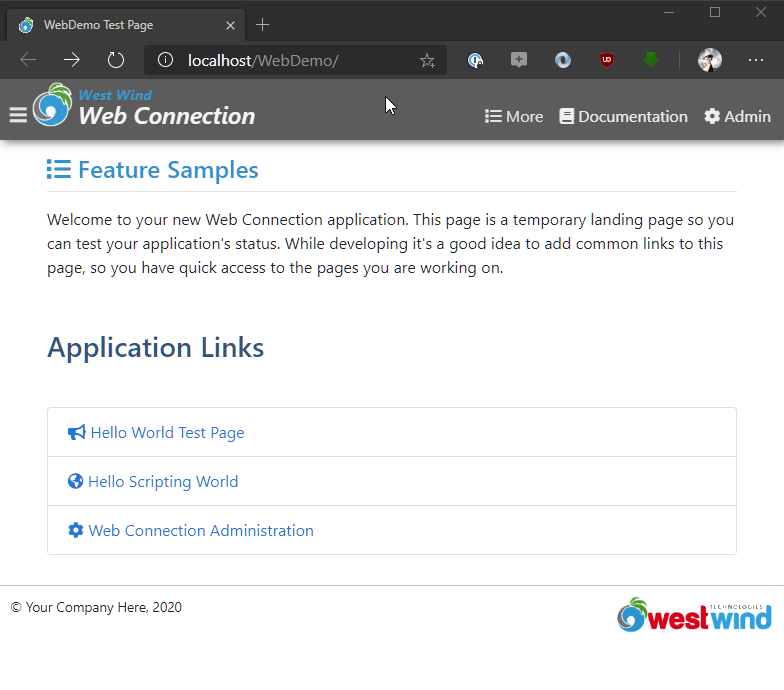 WebDemo Test Page
localhost/WebDemo/
West Wind
Web Connection
More Documentation Admin
Feature Samples
Welcome to your new Web Connection application. This page is a temporary landing page so you
can test your application's status. While developing it's a good idea to add common links to this
page, so you have quick access to the pages you are working on.
Application Links
Hello World Test Page
Hello Scripting World
Web Connection Administration
© Your Company Here, 2020
TECHNOLOGIES
westwind